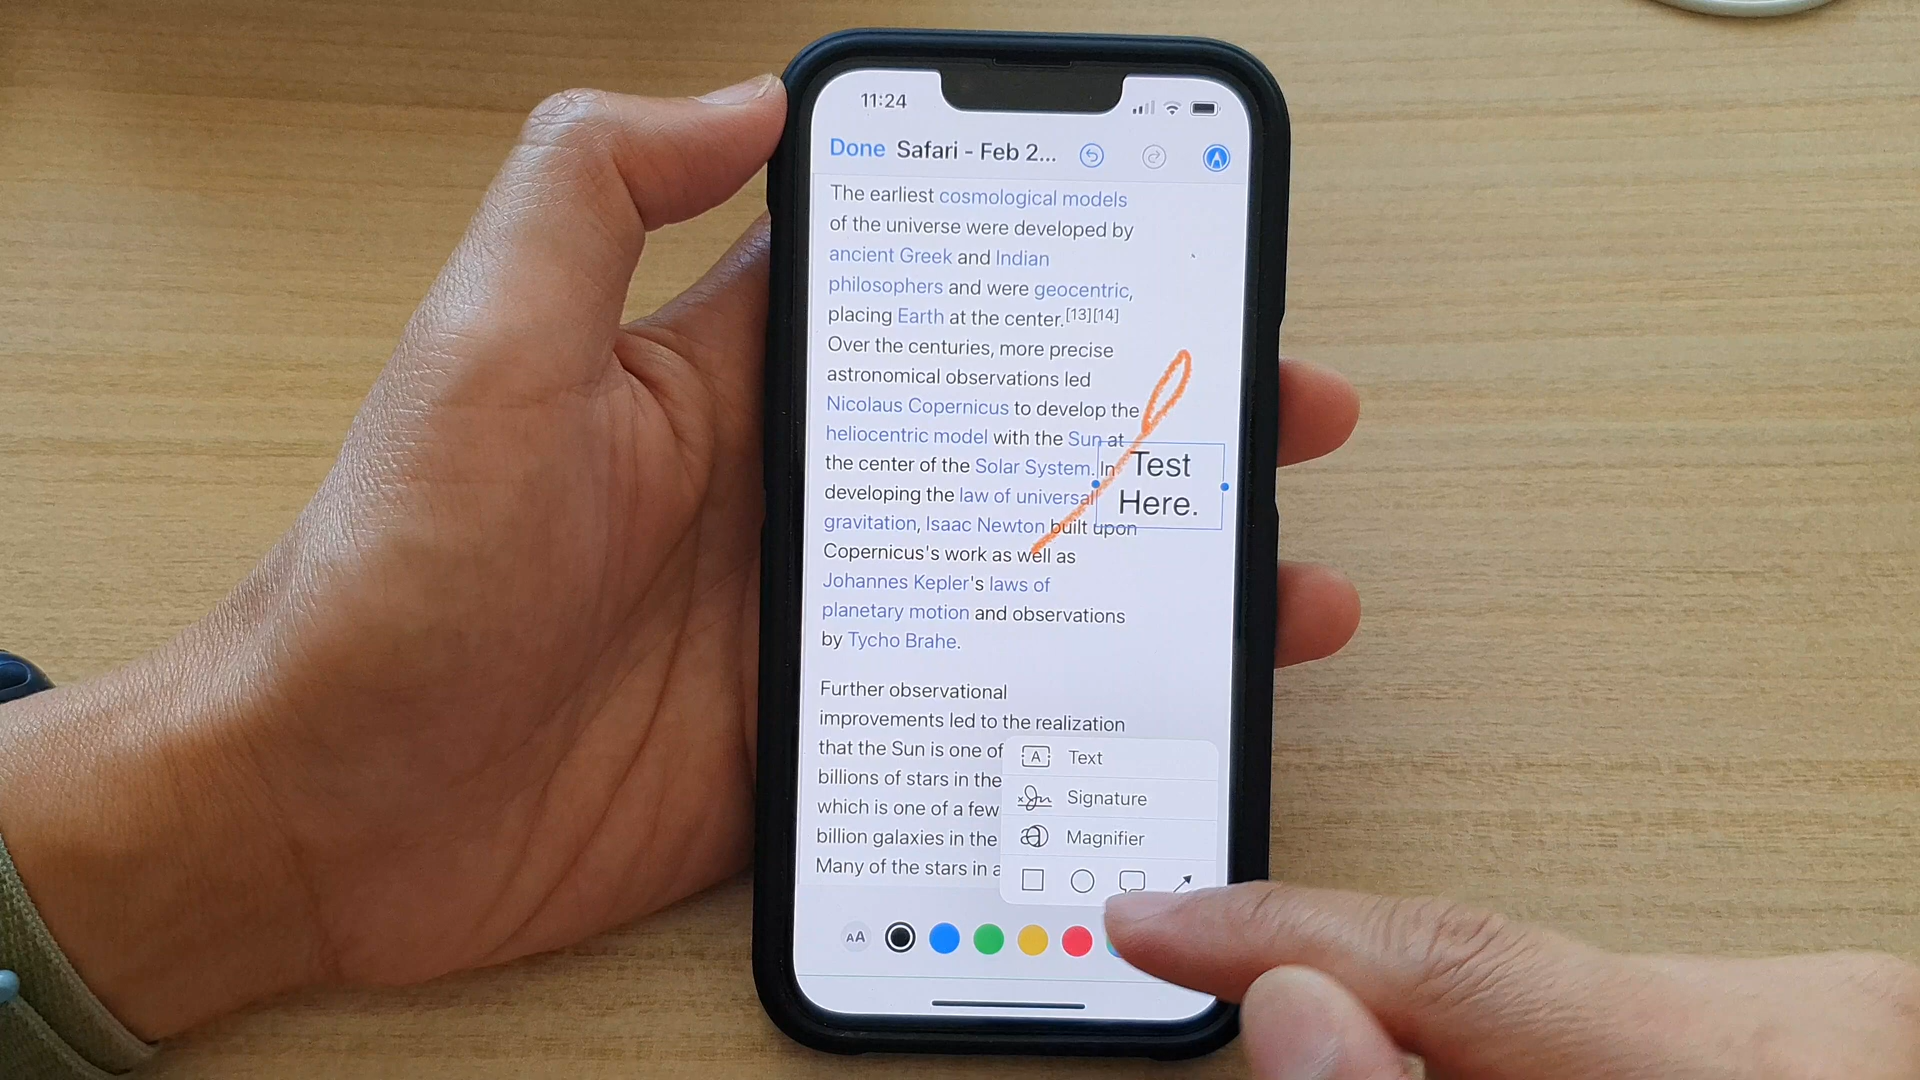 11:24
Done Safari - Feb 2...
The earliest cosmological models
of the universe were developed by
ancient Greek and Indian
philosophers and were geocentric,
placing Earth at the center.[13][14]
Over the centuries, more precise
astronomical observations led
Nicolaus Copernicus to develop the
heliocentric model with the Sun at
the center of the Solar System. In
developing the law of universal
gravitation, Isaac Newton built upon
Copernicus's work as well as
Johannes Kepler's laws of
planetary motion and observations
by Tycho Brahe.
Test
Here.
Further observational
improvements led to the realization
that the Sun is one of
billions of stars in the
which is one of a few
billion galaxies in the
Many of the stars in a
A Text
Signature
Magnifier
AA